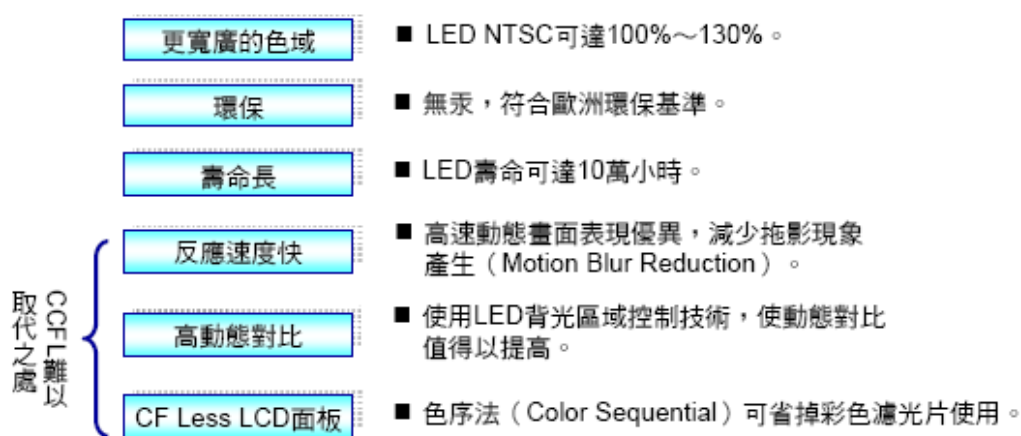 更寬廣的色域
■ LED NTSC可達100%～130%。
環保
■ 無汞，符合歐洲環保基準。
壽命長
■ LED壽命可達10萬小時。
CCFL難以
取代之處
反應速度快
■ 高速動態畫面表現優異，減少拖影現象
產生（Motion Blur Reduction）。
高動態對比
■ 使用LED背光區域控制技術，使動態對比
值得以提高。
CF Less LCD面板
■ 色序法（Color Sequential）可省掉彩色濾光片使用。